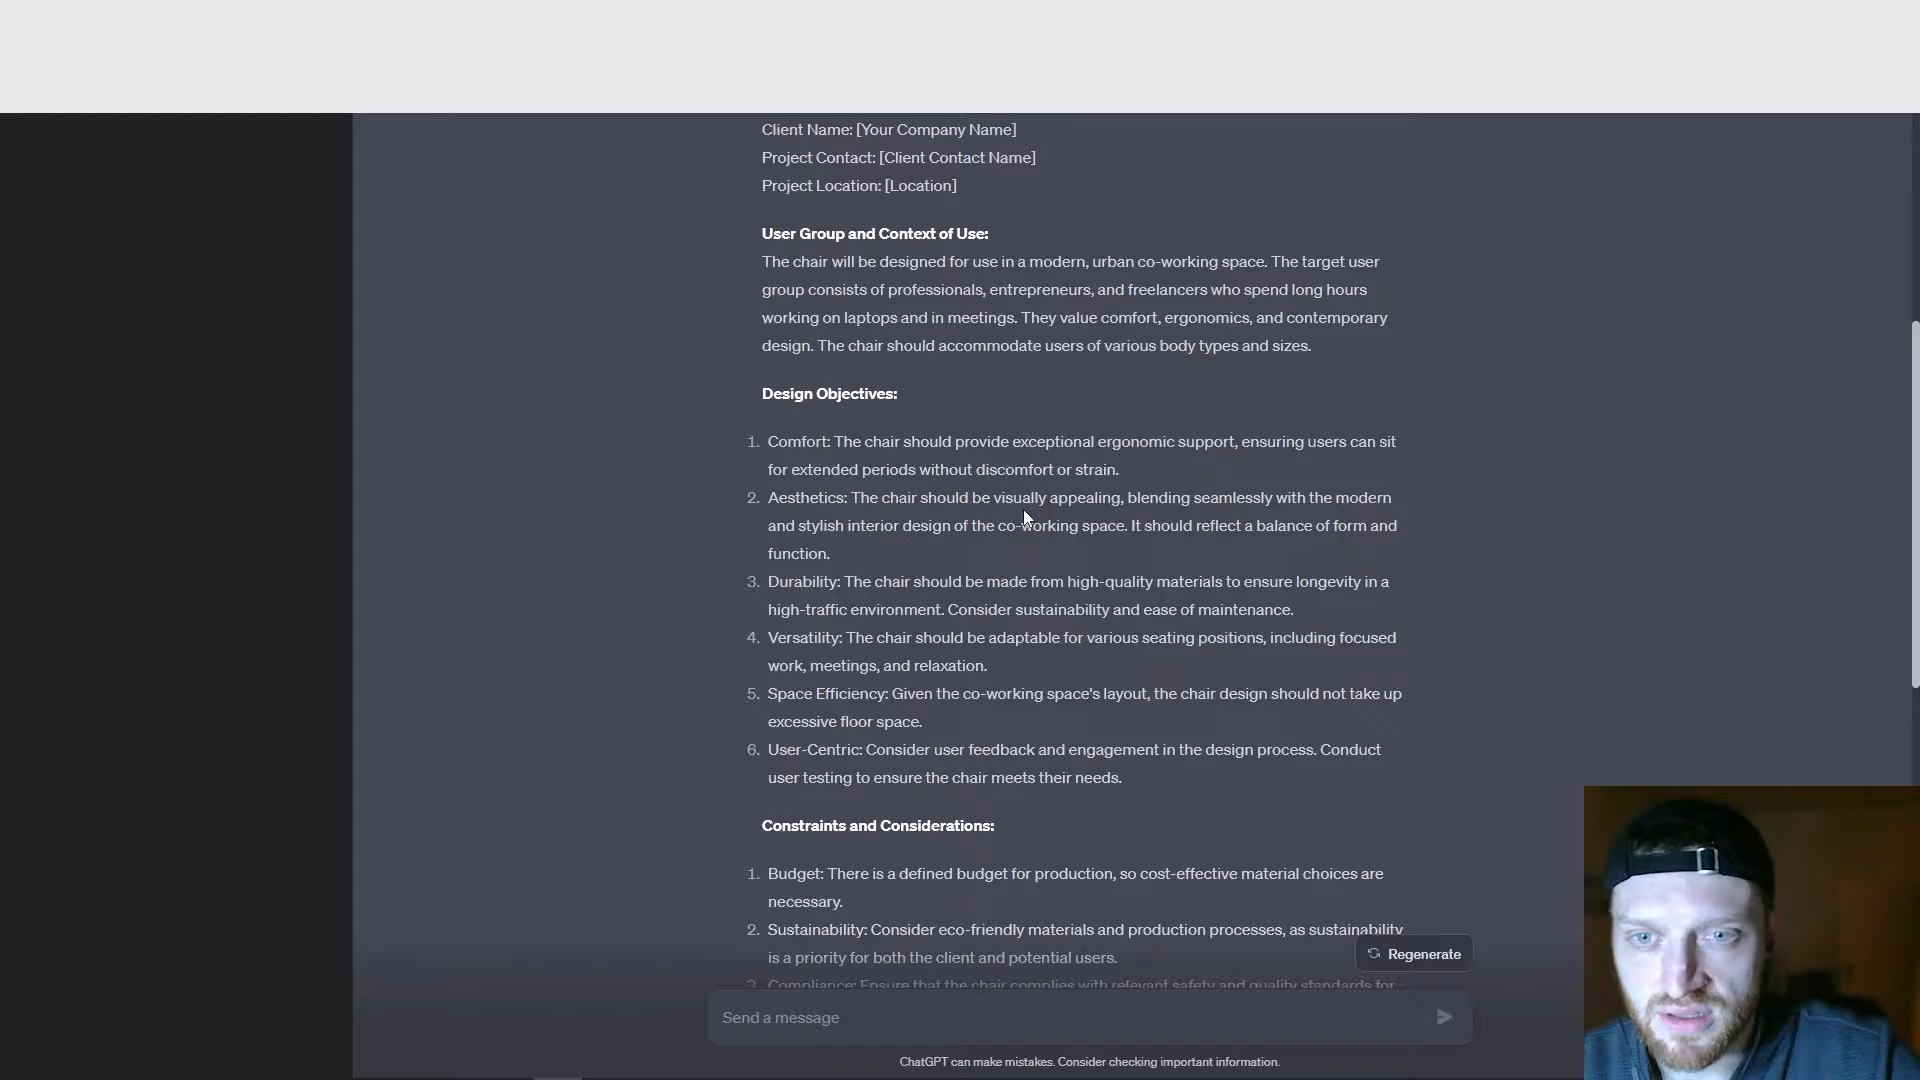 Client Name: [Your Company Name]
Project Contact: [Client Contact Name]
Project Location: [Location]
User Group and Context of Use:
The chair will be designed for use in a modern, urban co-working space. The target user
group consists of professionals, entrepreneurs, and freelancers who spend long hours
working on laptops and in meetings. They value comfort, ergonomics, and contemporary
design. The chair should accommodate users of various body types and sizes.
Design Objectives:
1. Comfort: The chair should provide exceptional ergonomic support, ensuring users can sit
for extended periods without discomfort or strain.
2. Aesthetics: The chair should be visually appealing, blending seamlessly with the modern
and stylish interior design of the co-working space. It should reflect a balance of form and
function.
3. Durability: The chair should be made from high-quality materials to ensure longevity in a
high-traffic environment. Consider sustainability and ease of maintenance.
4. Versatility: The chair should be adaptable for various seating positions, including focused
work, meetings, and relaxation.
5. Space Efficiency: Given the co-working space's layout, the chair design should not take up
excessive floor space.
6. User-Centric: Consider user feedback and engagement in the design process. Conduct
user testing to ensure the chair meets their needs.
Constraints and Considerations:
1. Budget: There is a defined budget for production, so cost-effective material choices are
necessary.
2. Sustainability: Consider eco-friendly materials and production processes, as sustainability
is a priority for both the client and potential users.
Regenerate
3. Compliance: Ensure that the chair complies with relevant safety and quality standards for
Send a message
ChatGPT can make mistakes. Consider checking important information.